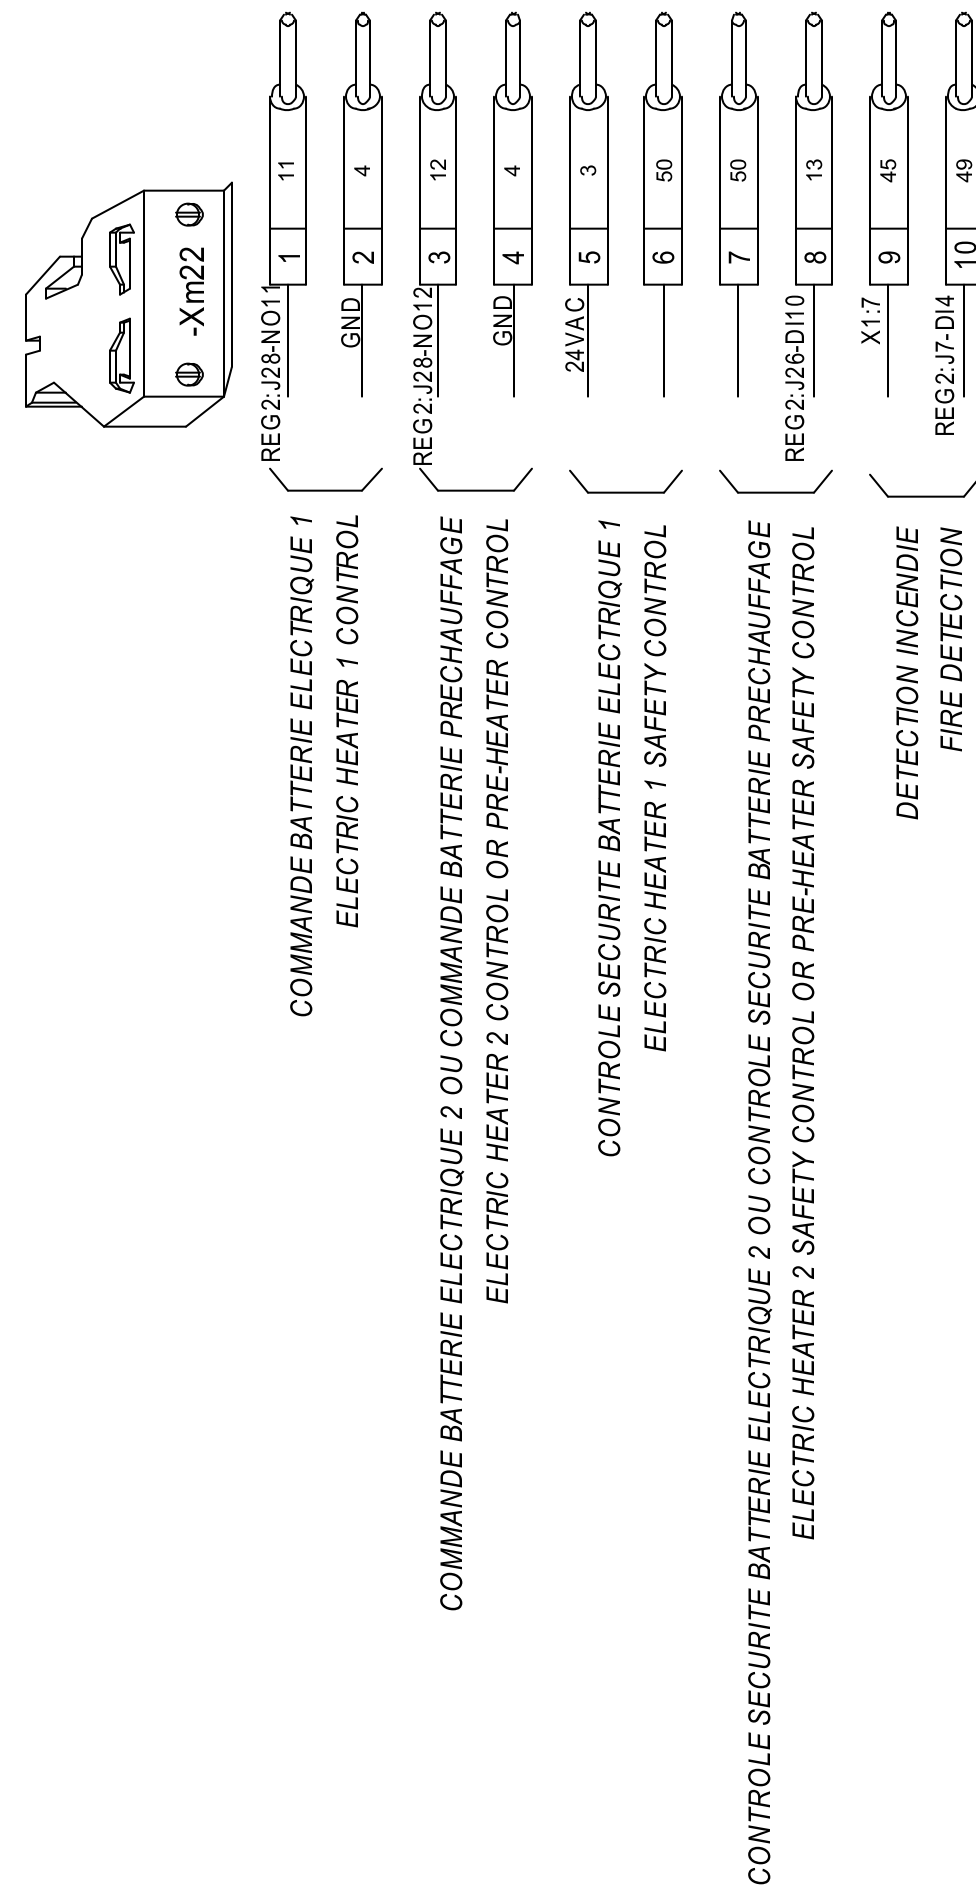 -Xm22
11
4
12
4
3
50
50
13
45
49
1
2
3
4
5
6
7
8
9
10
REG2:J28-NO11
GND
REG2:J28-NO12
GND
24VAC
REG2:J26-DI10
X1:7
REG2:J7-DI4
COMMANDE BATTERIE ELECTRIQUE 1
ELECTRIC HEATER 1 CONTROL
COMMANDE BATTERIE ELECTRIQUE 2 OU COMMANDE BATTERIE PRECHAUFFAGE
ELECTRIC HEATER 2 CONTROL OR PRE-HEATER CONTROL
CONTROLE SECURITE BATTERIE ELECTRIQUE 1
ELECTRIC HEATER 1 SAFETY CONTROL
CONTROLE SECURITE BATTERIE ELECTRIQUE 2 OU CONTROLE SECURITE BATTERIE PRECHAUFFAGE
ELECTRIC HEATER 2 SAFETY CONTROL OR PRE-HEATER SAFETY CONTROL
DETECTION INCENDIE
FIRE DETECTION